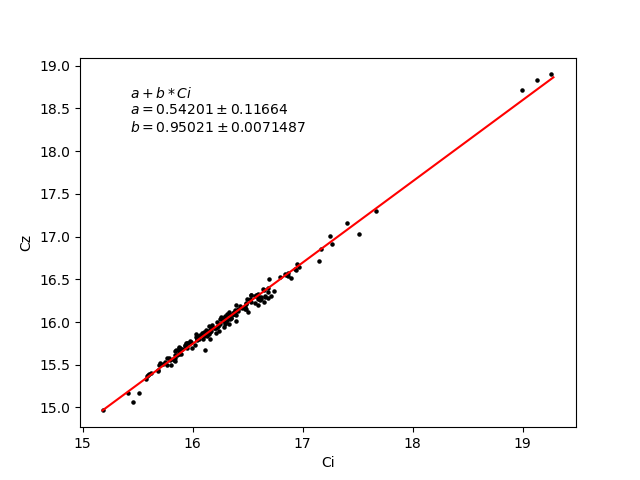 19.0
18.5
18.0
17.5
17.0
16.5
16.0
15.5
15.0
Cz
a + b * Ci
a = 0.54201 ± 0.11664
b = 0.95021 ± 0.0071487
15 16 17 18 19
Ci